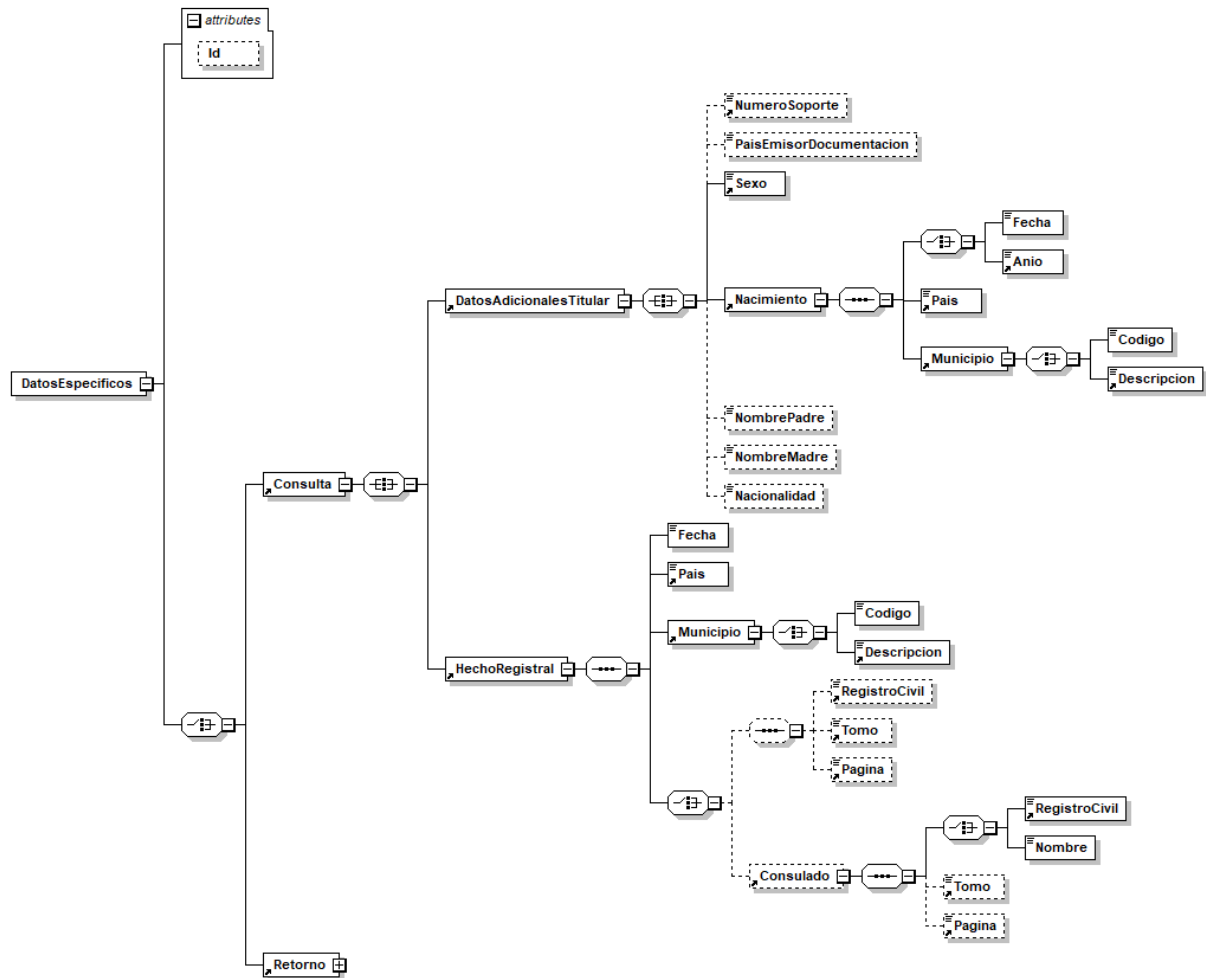 attributes
Id
NumeroSoporte
PaisEmisorDocumentacion
Sexo
Fecha
Anio
DatosAdicionalesTitular
Nacimiento
Pais
Codigo
Municipio
Descripcion
DatosEspecificos
NombrePadre
NombreMadre
Consulta
Nacionalidad
Fecha
Pais
Codigo
Municipio
Descripcion
HechoRegistral
RegistroCivil
Tomo
Pagina
RegistroCivil
Nombre
Consulado
Tomo
Pagina
Retorno